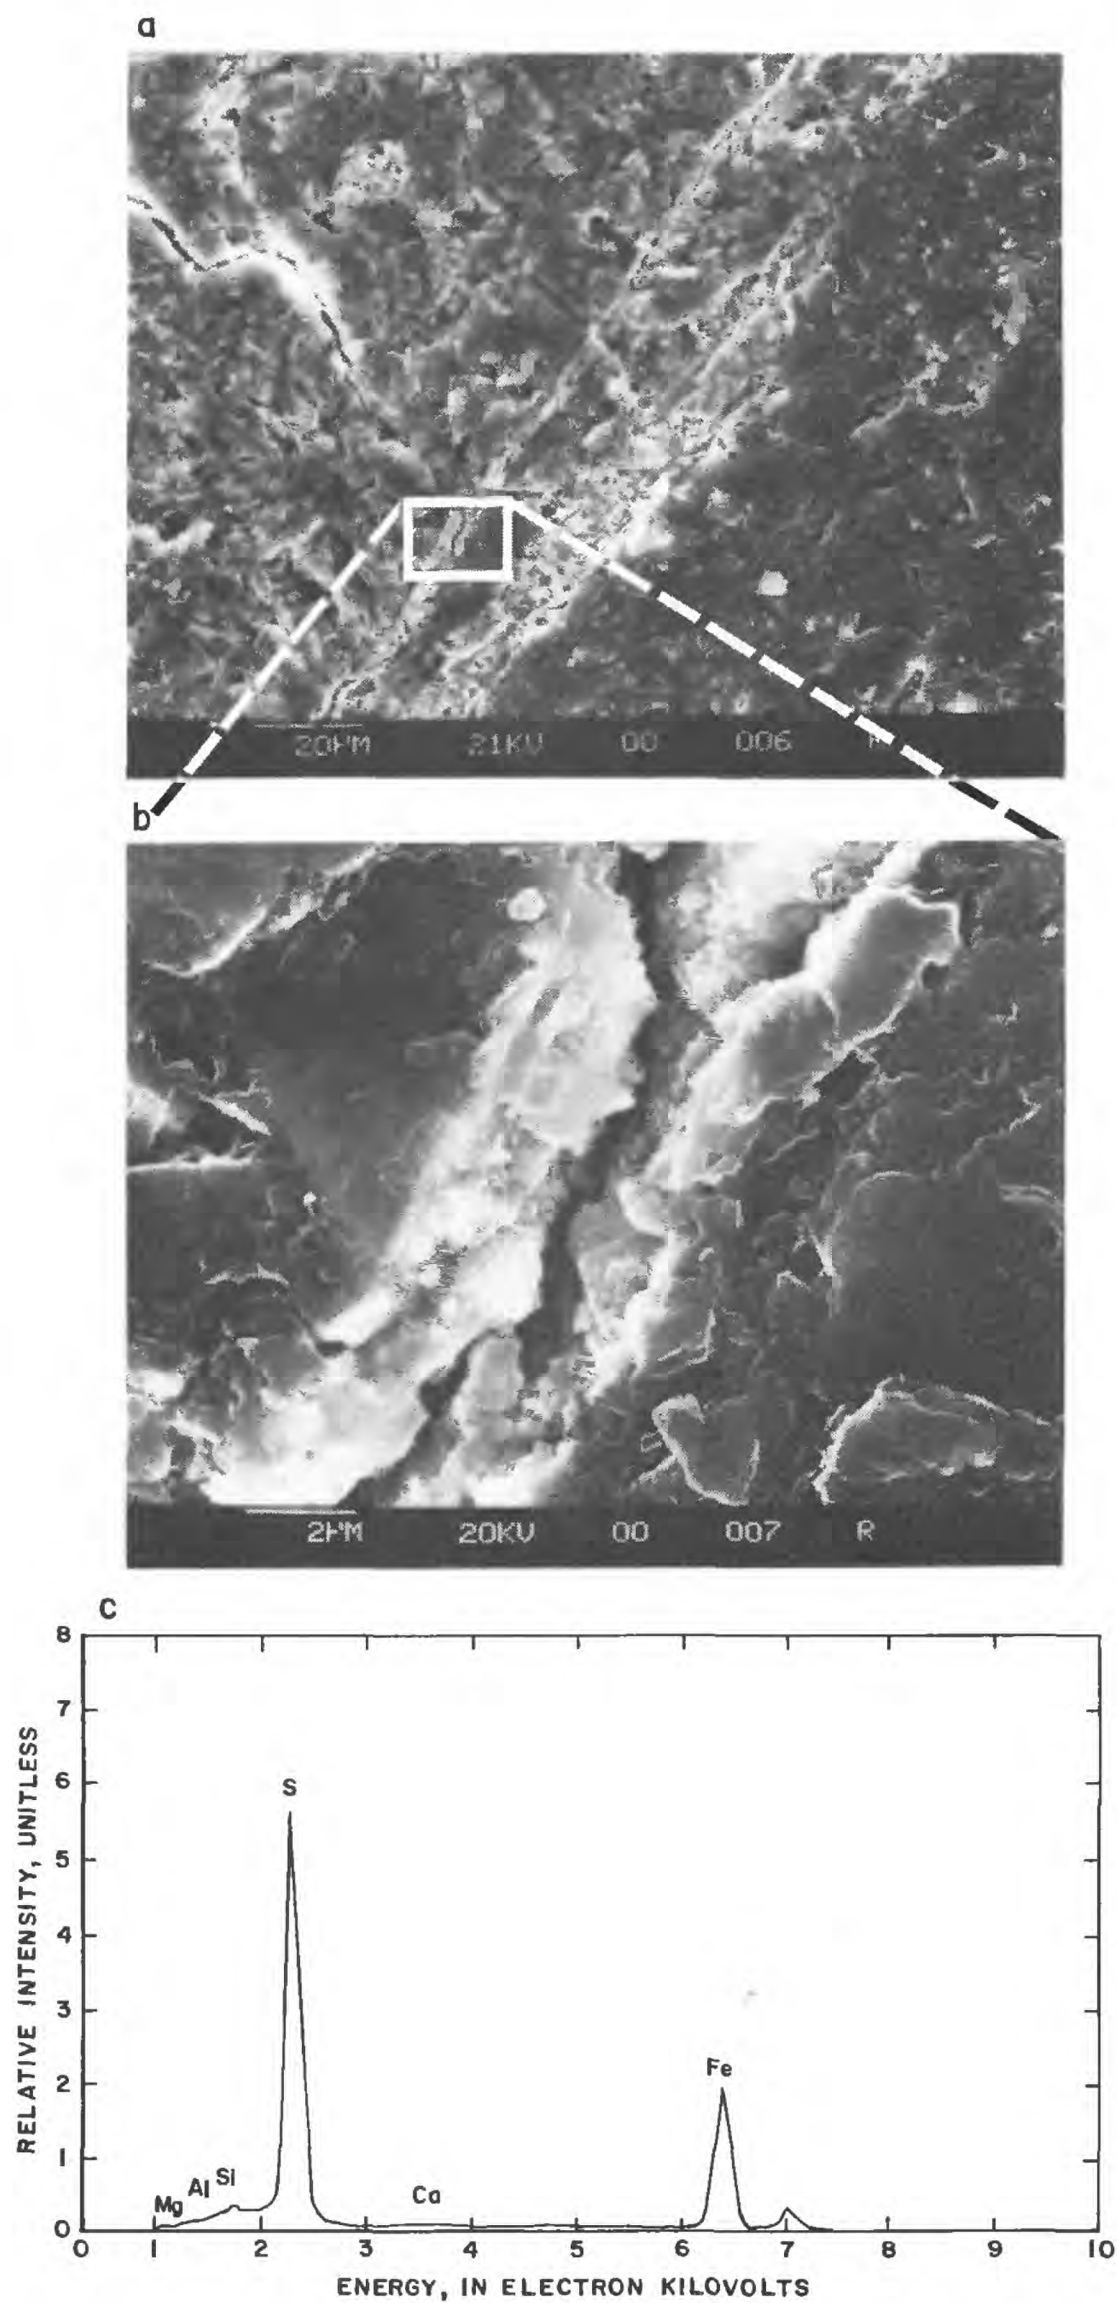 a
20µM 21KV 00 006
b
2µM 20KV 00 007 R
c
RELATIVE INTENSITY, UNITLESS
8
7
6
5
4
3
2
1
0
S
Fe
Mg Al Si Ca
0 1 2 3 4 5 6 7 8 9 10
ENERGY, IN ELECTRON KILOVOLTS